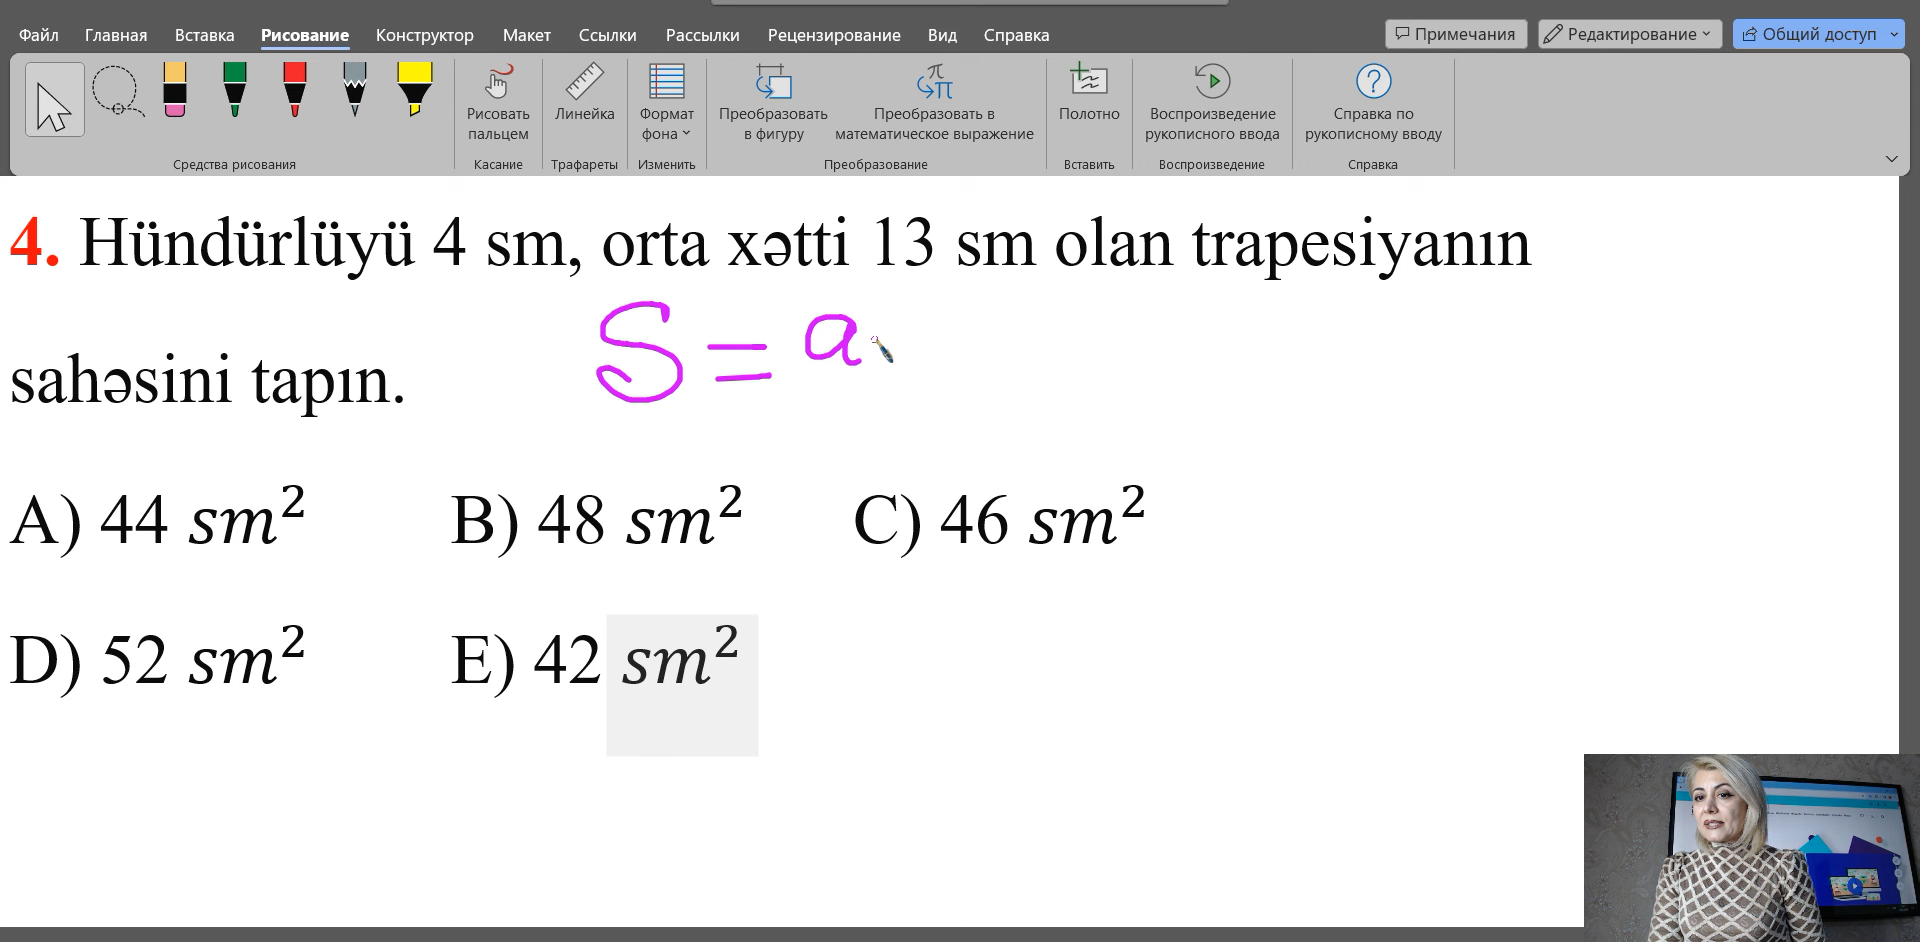 Файл Главная Вставка Рисование Конструктор Макет Ссылки Рассылки Рецензирование Вид Справка Примечания Редактирование Общий доступ
Рисовать пальцем
Линейка
Формат фона
Преобразовать в фигуру
Преобразовать в математическое выражение
Полотно
Воспроизведение рукописного ввода
Справка по рукописному вводу
Средства рисования Касание Трафареты Изменить Преобразование Вставить Воспроизведение Справка
4. Hündürlüyü 4 sm, orta xətti 13 sm olan trapesiyanın
S = a
sahəsini tapın.
A) 44 sm² B) 48 sm² C) 46 sm²
D) 52 sm² E) 42 sm²